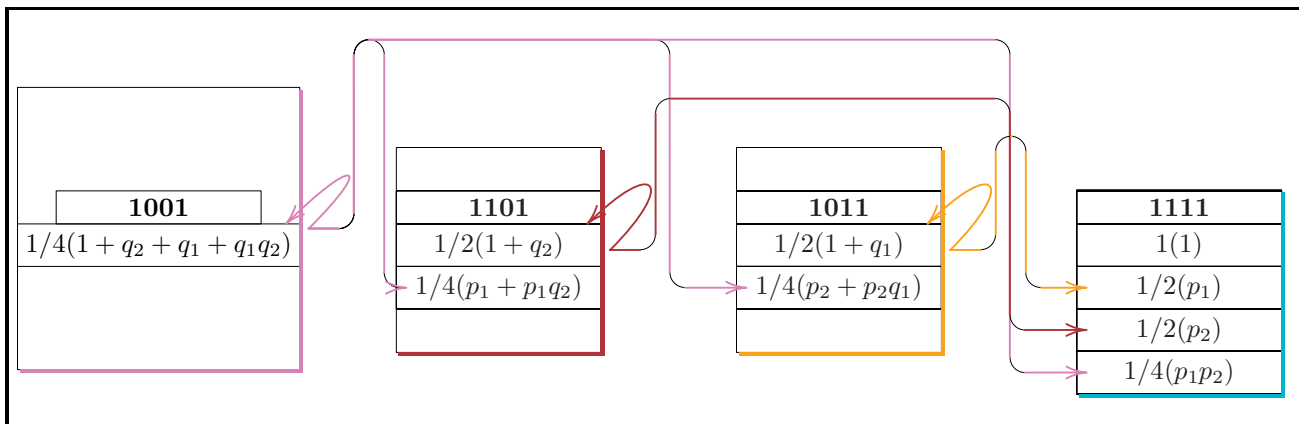 1001
1/4(1 + q₂ + q₁ + q₁q₂)
1101
1/2(1 + q₂)
1/4(p₁ + p₁q₂)
1011
1/2(1 + q₁)
1/4(p₂ + p₂q₁)
1111
1(1)
1/2(p₁)
1/2(p₂)
1/4(p₁p₂)